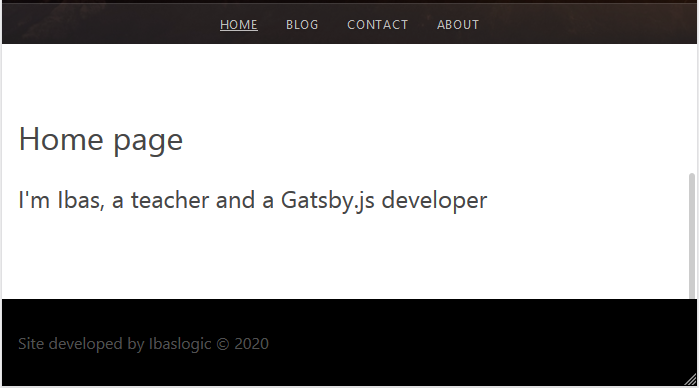 HOME BLOG CONTACT ABOUT
Home page
I'm Ibas, a teacher and a Gatsby.js developer
Site developed by Ibaslogic © 2020